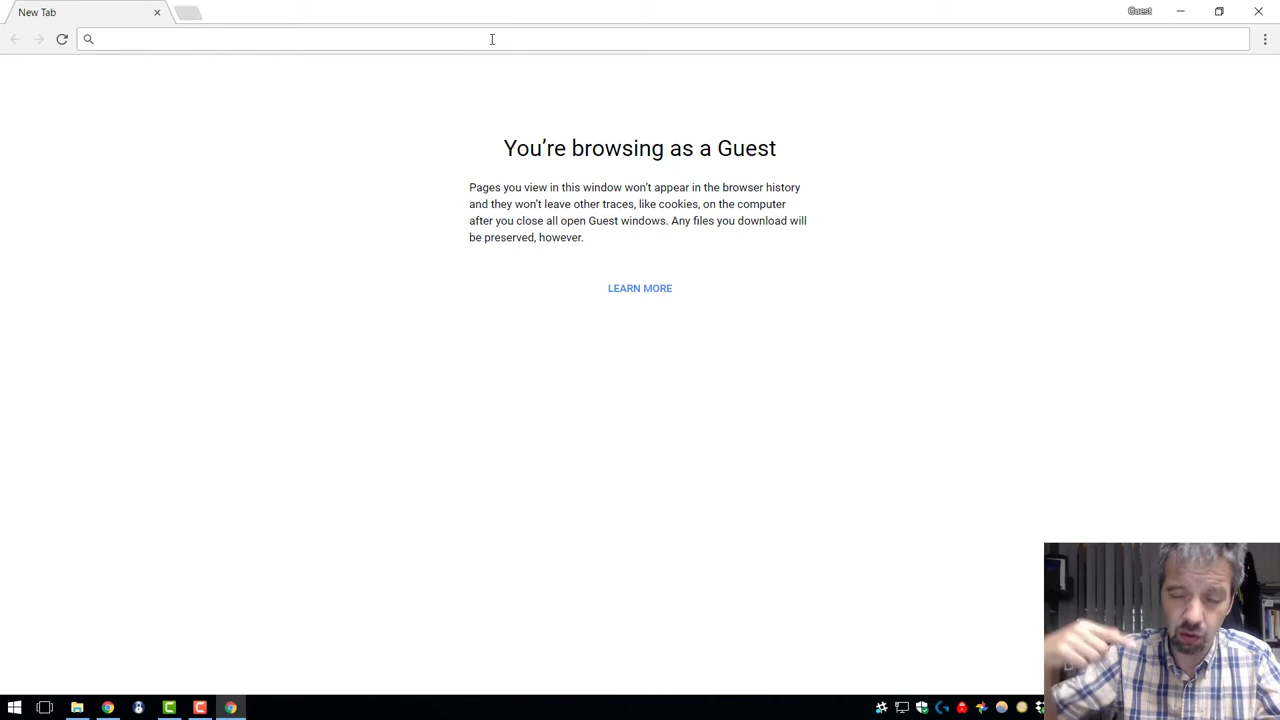 New Tab
Guest
You're browsing as a Guest
Pages you view in this window won't appear in the browser history
and they won't leave other traces, like cookies, on the computer
after you close all open Guest windows. Any files you download will
be preserved, however.
LEARN MORE